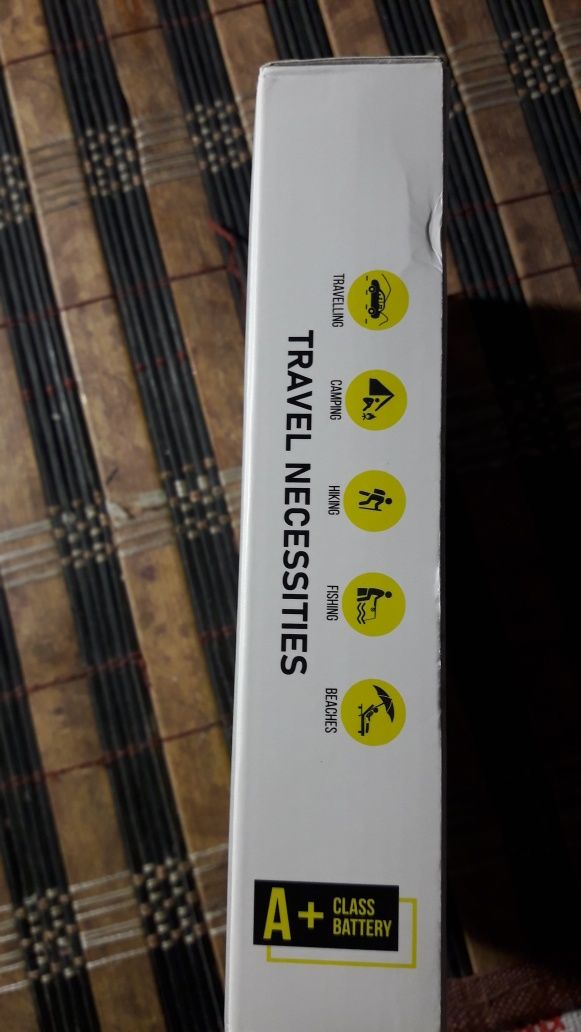 TRAVELLING
CAMPING
HIKING
FISHING
BEACHES
TRAVEL NECESSITIES
A+ CLASS
BATTERY